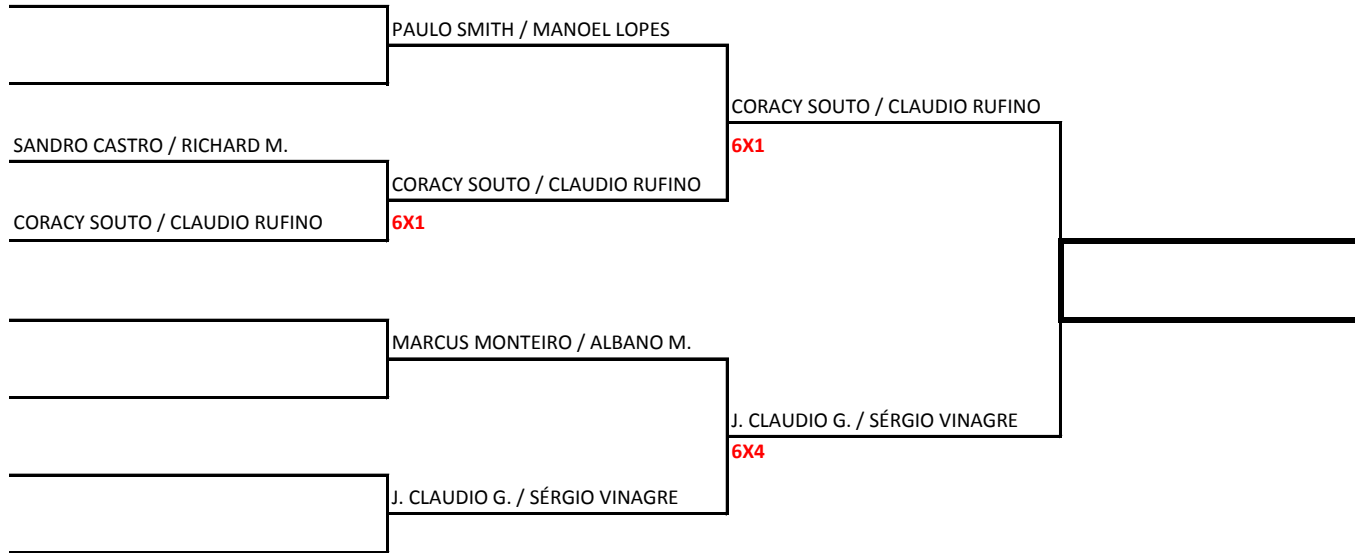 PAULO SMITH / MANOEL LOPES
CORACY SOUTO / CLAUDIO RUFINO
SANDRO CASTRO / RICHARD M.
6X1
CORACY SOUTO / CLAUDIO RUFINO
CORACY SOUTO / CLAUDIO RUFINO
6X1
MARCUS MONTEIRO / ALBANO M.
J. CLAUDIO G. / SÉRGIO VINAGRE
6X4
J. CLAUDIO G. / SÉRGIO VINAGRE